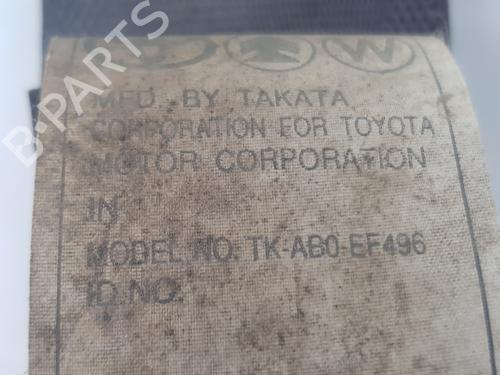 B-PARTS
MFD BY TAKATA
CORPORATION FOR TOYOTA
MOTOR CORPORATION
IN
MODEL NO. TK-AB0-EF496
ID.NO.